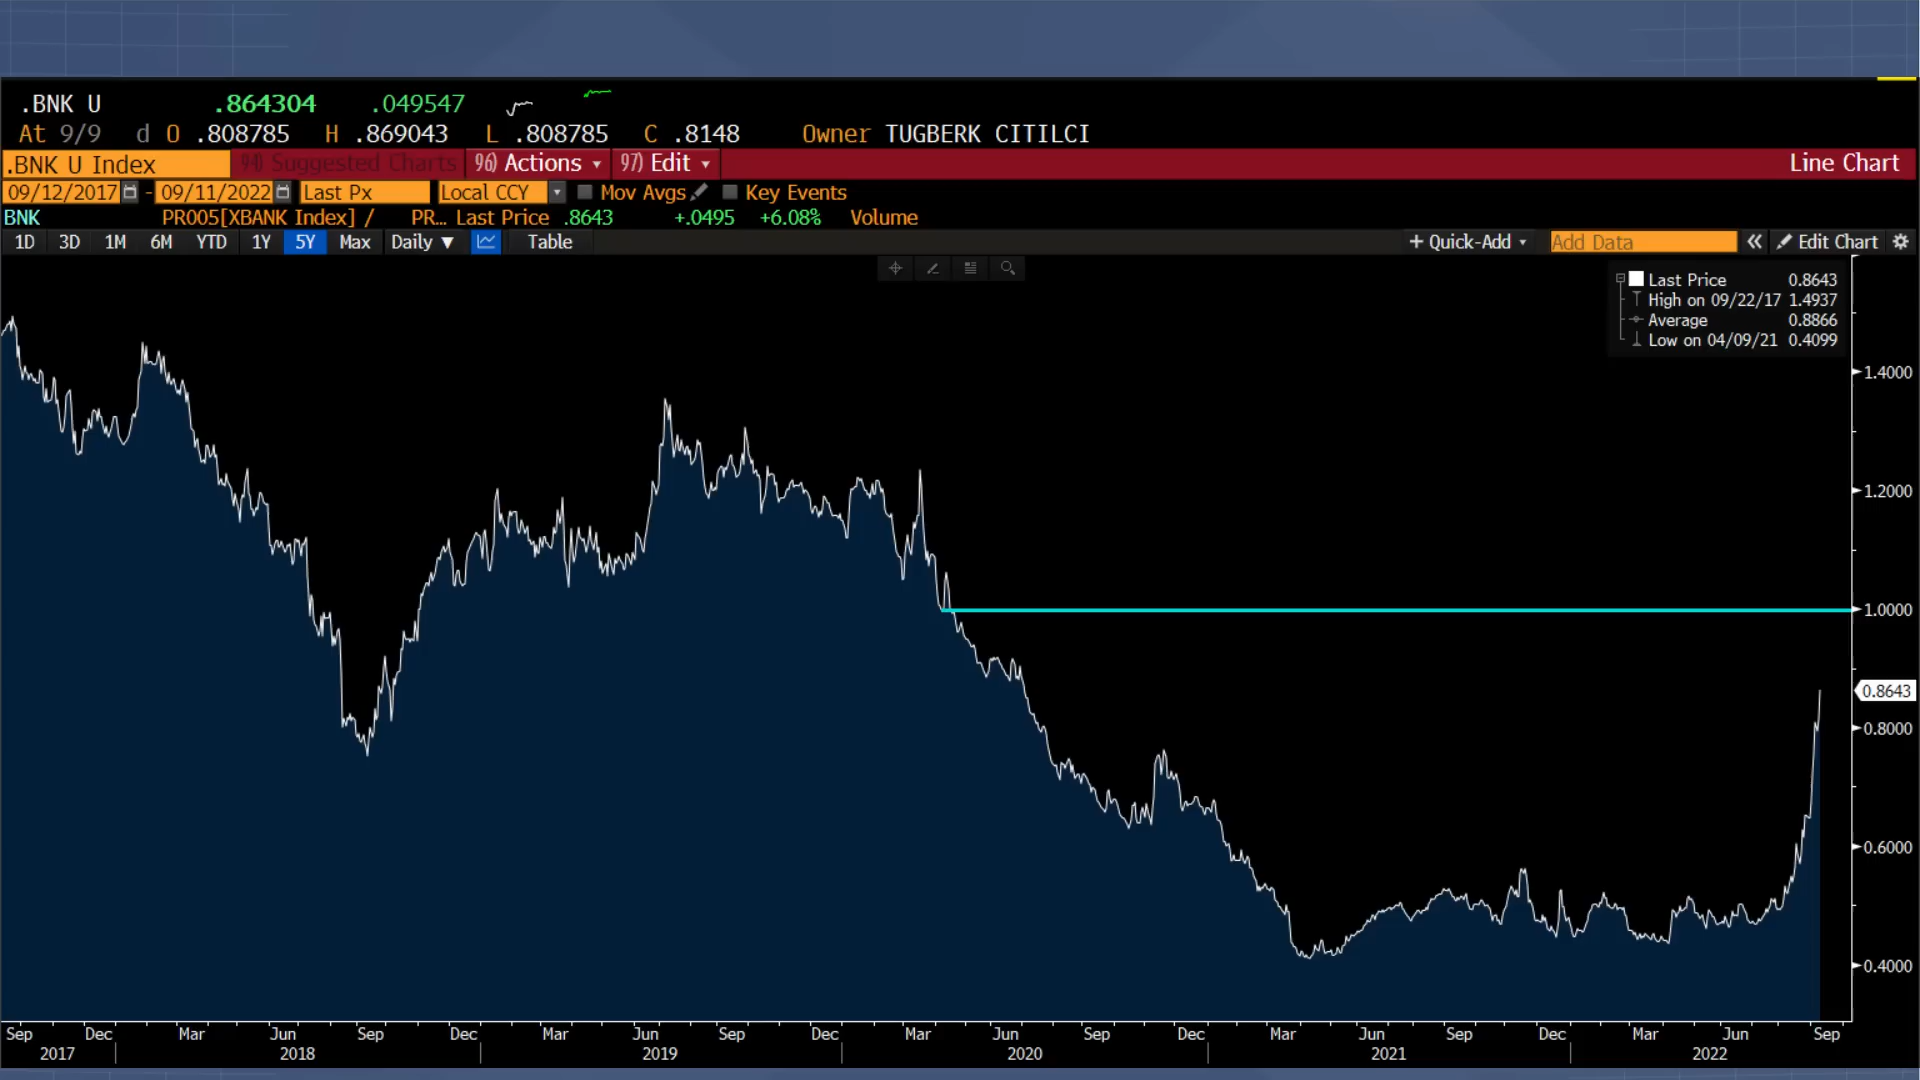 .BNK U .864304 .049547
At 9/9 d O .808785 H .869043 L .808785 C .8148 Owner TUGBERK CITILCI
.BNK U Index 94) Suggested Charts 96) Actions 97) Edit Line Chart
09/12/2017 - 09/11/2022 Last Px Local CCY Mov Avgs Key Events
BNK PR005[XBANK Index] / PR... Last Price .8643 +.0495 +6.08% Volume
1D 3D 1M 6M YTD 1Y 5Y Max Daily ▼ Table + Quick-Add Add Data « Edit Chart
Last Price 0.8643
High on 09/22/17 1.4937
Average 0.8866
Low on 04/09/21 0.4099
1.4000
1.2000
1.0000
0.8643
0.8000
0.6000
0.4000
Sep Dec Mar Jun Sep Dec Mar Jun Sep Dec Mar Jun Sep Dec Mar Jun Sep Dec Mar Jun Sep
2017 2018 2019 2020 2021 2022